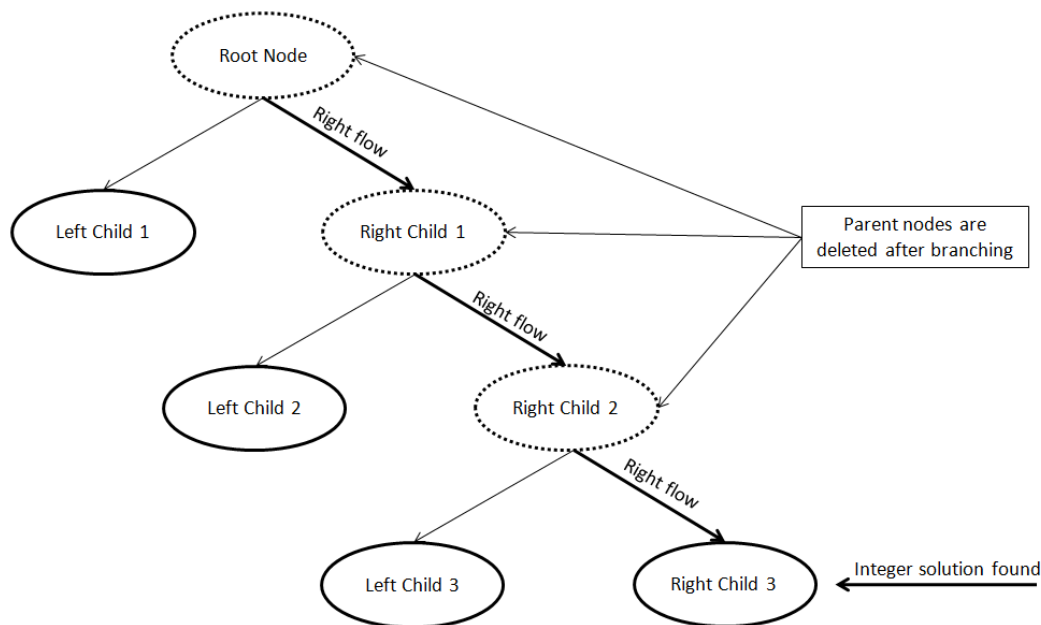 Root Node
Right flow
Left Child 1
Right Child 1
Parent nodes are
deleted after branching
Right flow
Left Child 2
Right Child 2
Right flow
Left Child 3
Right Child 3
Integer solution found